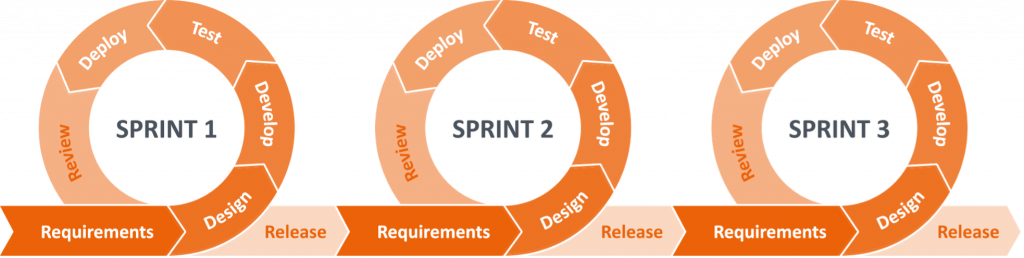 SPRINT 1
Requirements
Design
Develop
Test
Deploy
Review
Release
SPRINT 2
Requirements
Design
Develop
Test
Deploy
Review
Release
SPRINT 3
Requirements
Design
Develop
Test
Deploy
Review
Release